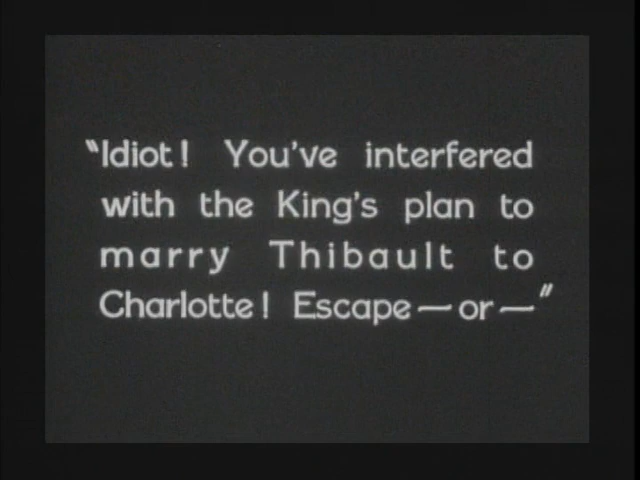 "Idiot! You've interfered
with the King's plan to
marry Thibault to
Charlotte! Escape—or—"